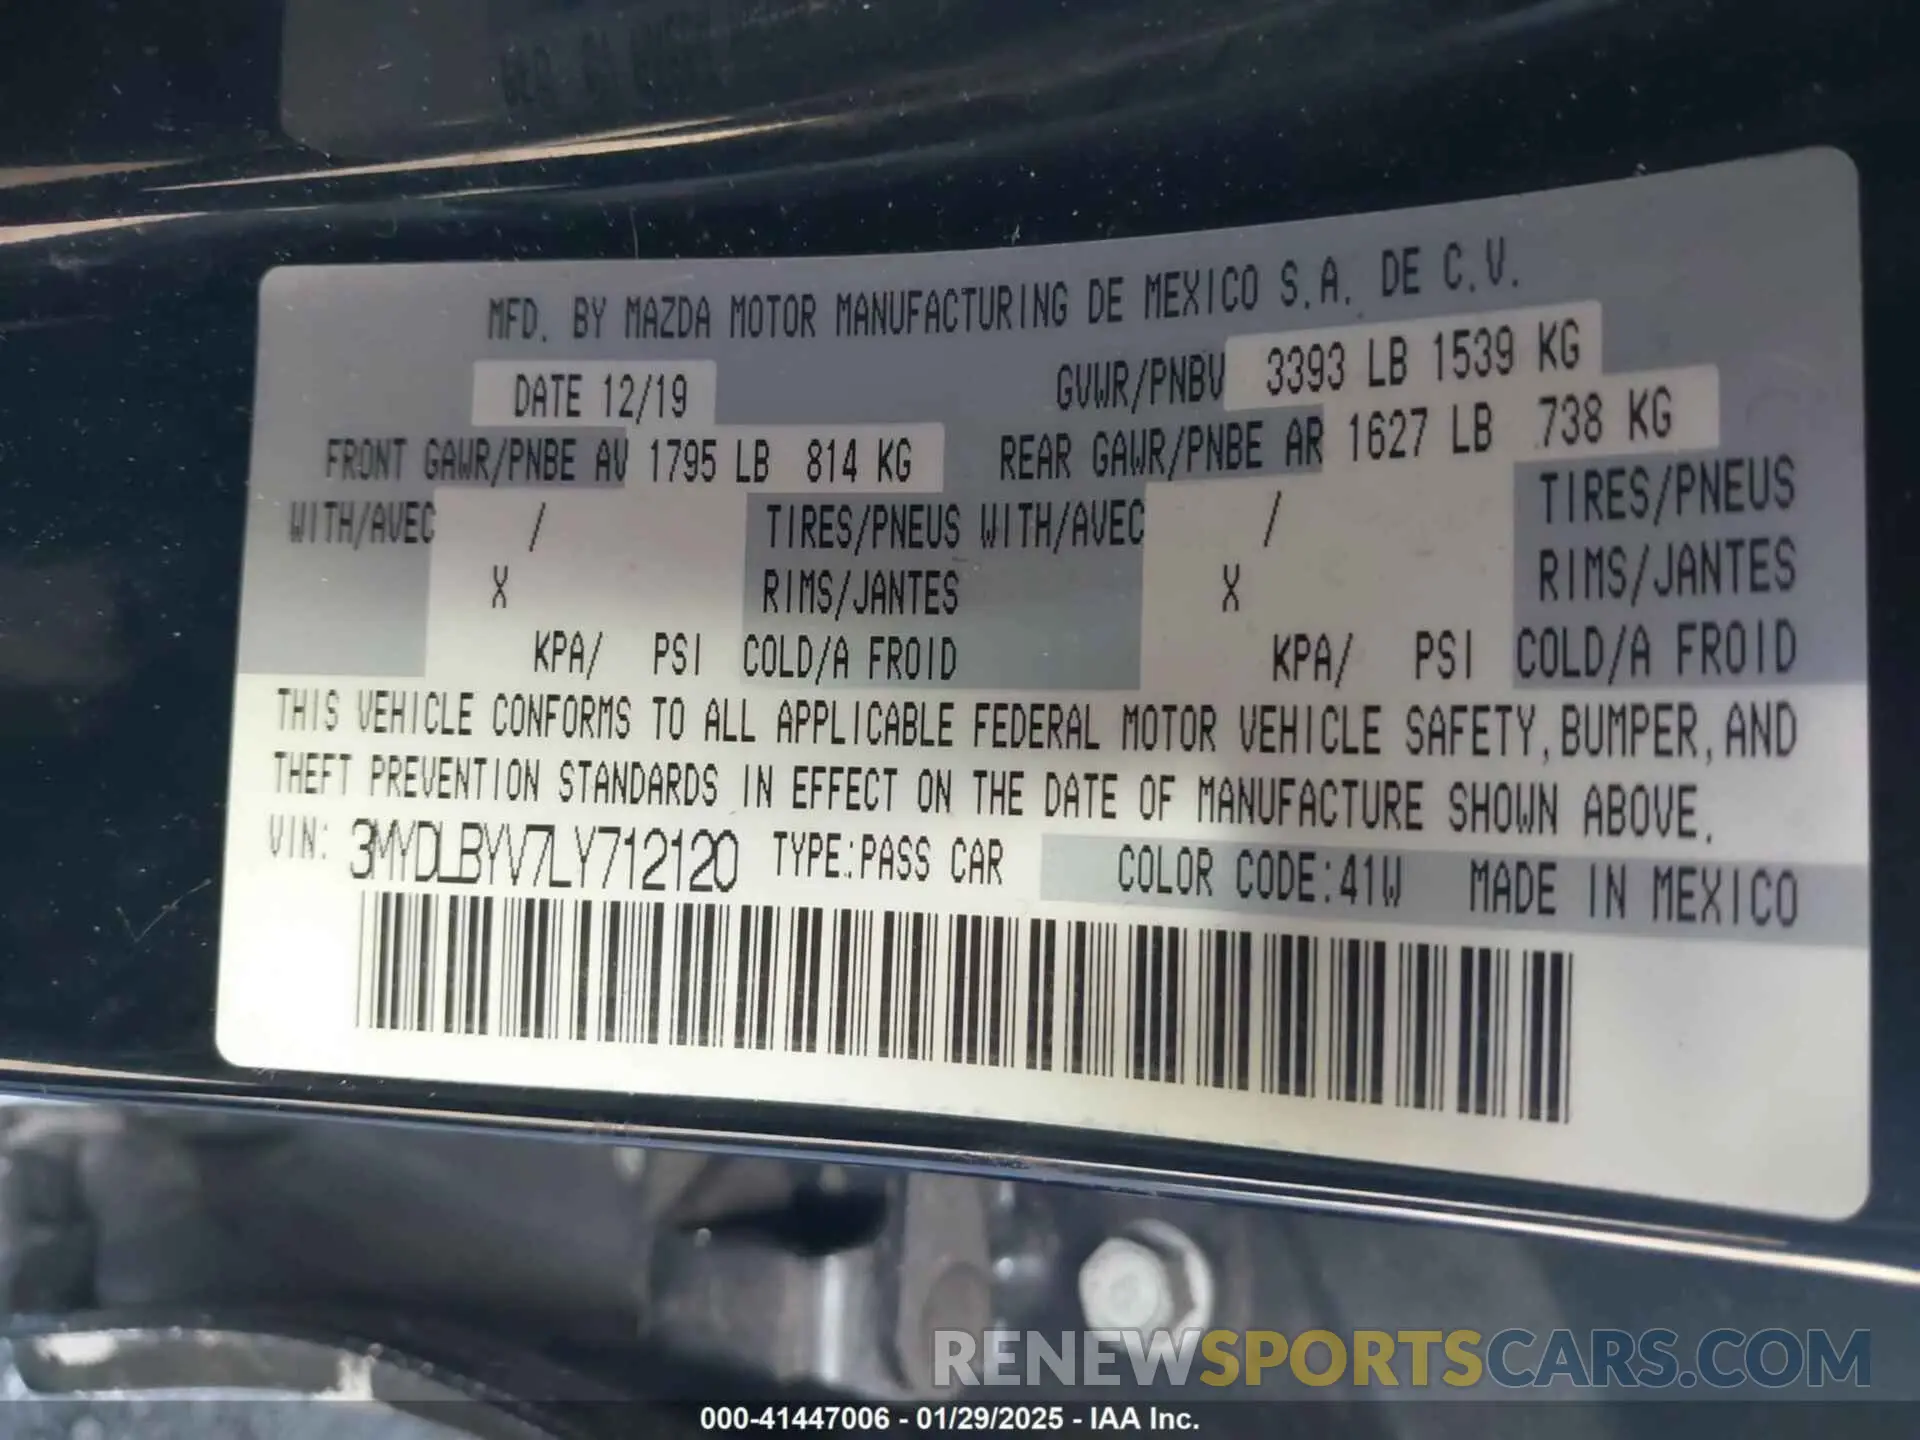 MFD. BY MAZDA MOTOR MANUFACTURING DE MEXICO S.A. DE C.V.
DATE 12/19 GVWR/PNBV 3393 LB 1539 KG
FRONT GAWR/PNBE AV 1795 LB 814 KG REAR GAWR/PNBE AR 1627 LB 738 KG
WITH/AVEC / TIRES/PNEUS WITH/AVEC / TIRES/PNEUS
X RIMS/JANTES X RIMS/JANTES
KPA/ PSI COLD/A FROID KPA/ PSI COLD/A FROID
THIS VEHICLE CONFORMS TO ALL APPLICABLE FEDERAL MOTOR VEHICLE SAFETY, BUMPER, AND
THEFT PREVENTION STANDARDS IN EFFECT ON THE DATE OF MANUFACTURE SHOWN ABOVE.
VIN: 3MYDLBYV7LY712120 TYPE: PASS CAR COLOR CODE: 41W MADE IN MEXICO
RENEWSPORTSCARS.COM
000-41447006 - 01/29/2025 - IAA Inc.